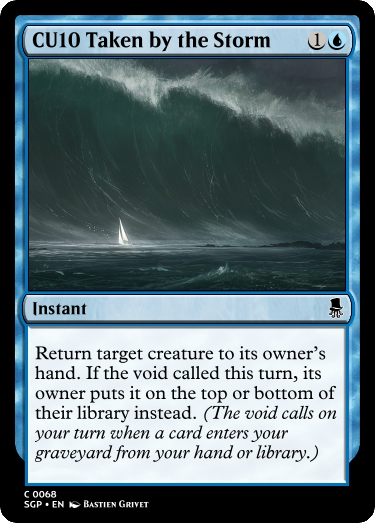 CU10 Taken by the Storm 1
Instant
Return target creature to its owner's
hand. If the void called this turn, its
owner puts it on the top or bottom of
their library instead. (The void calls on
your turn when a card enters your
graveyard from your hand or library.)
C 0068
SGP • EN Bastien Grivet